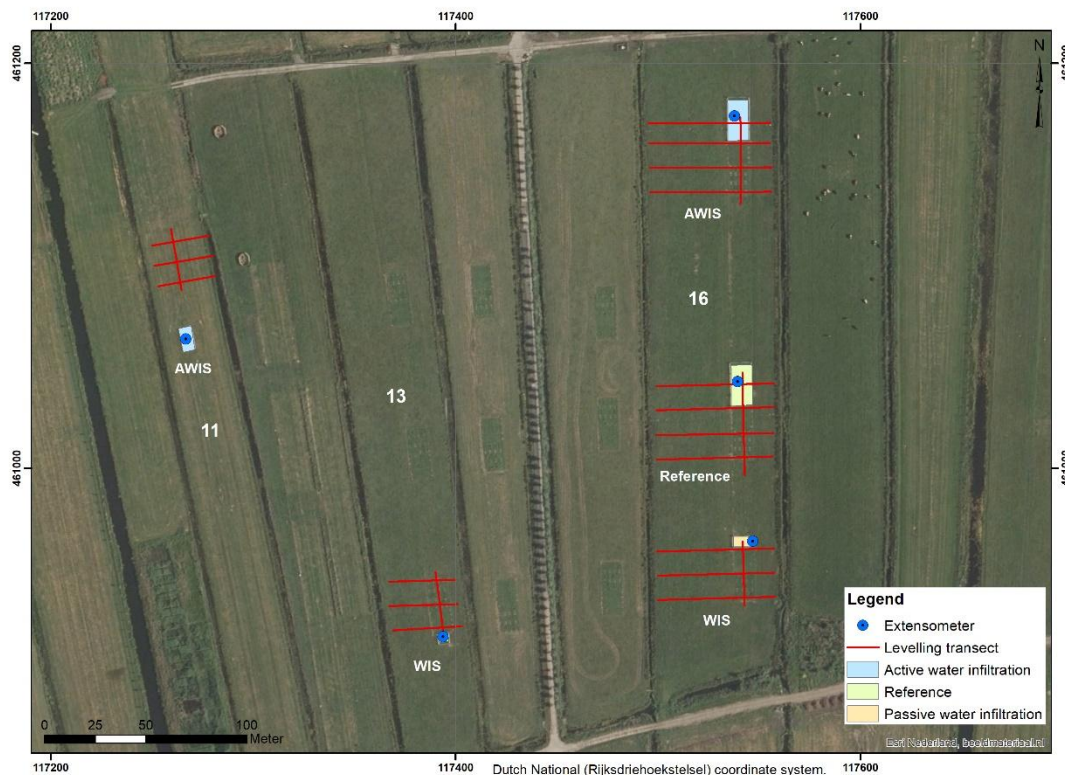 117200 117400 117600
461200 461200
N
AWIS
16
AWIS
13
11
Reference
461000 461000
WIS
WIS
Legend
Extensometer
Levelling transect
Active water infiltration
Reference
Passive water infiltration
0 25 50 100
Meter
Esri Nederland, beeldmateriaal.nl
117200 117400 117600
Dutch National (Rijksdriehoekstelsel) coordinate system.